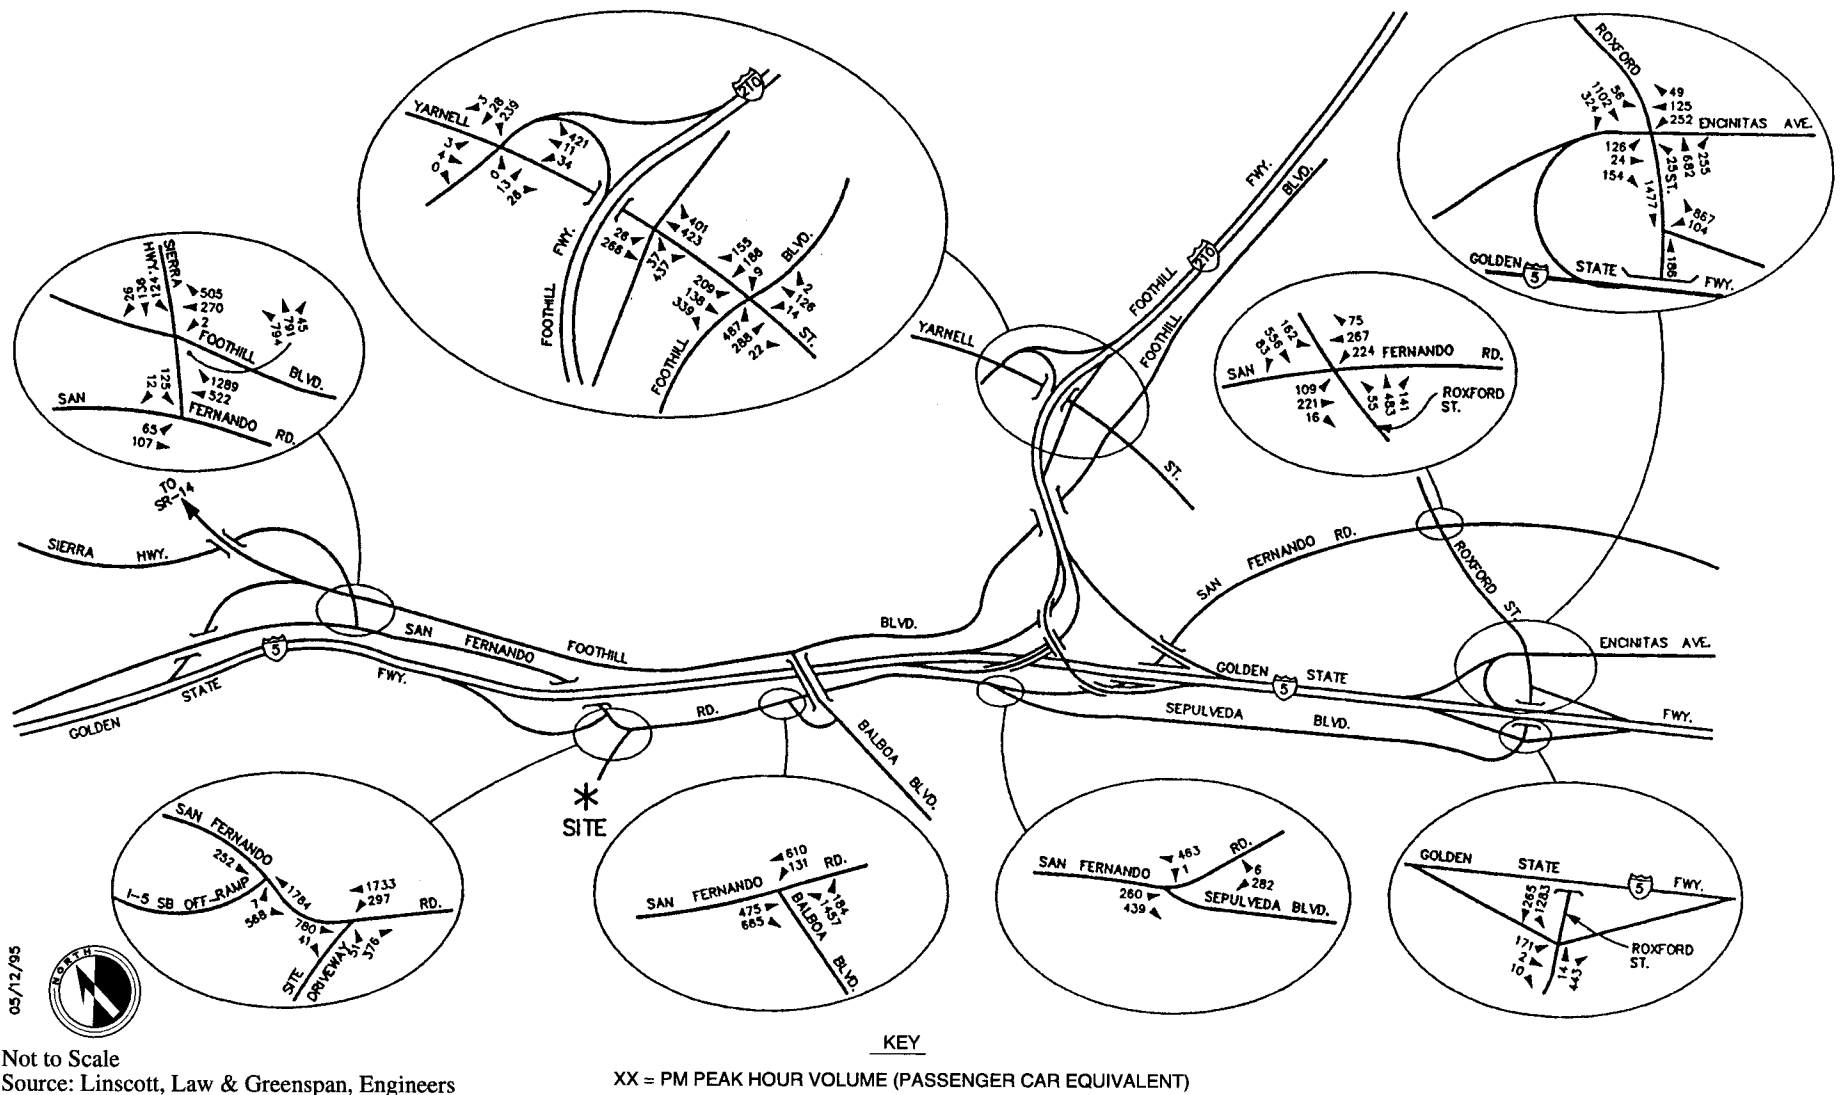 YARNELL
3
28
239
3
4
0
0
13
28
421
11
34
210
FWY.
FOOTHILL
26
268
37
437
401
423
155
188
9
BLVD.
209
138
339
487
288
22
2
126
14
ST.
FOOTHILL
ROXFORD
56
1102
324
49
125
252
ENCINITAS AVE.
126
24
154
25
682
255
ST.
1477
867
104
188
GOLDEN
5
STATE
FWY.
SIERRA
HWY.
26
138
121
505
270
2
45
791
794
FOOTHILL
BLVD.
125
12
1289
522
SAN
FERNANDO
RD.
65
107
FWY.
BLVD.
210
FOOTHILL
FOOTHILL
YARNELL
ST.
162
556
83
75
267
224
SAN
FERNANDO
RD.
109
221
16
55
483
141
ROXFORD
ST.
TO
SR-14
SIERRA
HWY.
SAN
FERNANDO
RD.
ROXFORD
ST.
ENCINITAS AVE.
SAN
FERNANDO
FOOTHILL
BLVD.
5
STATE
GOLDEN
FWY.
GOLDEN
STATE
5
FWY.
RD.
SEPULVEDA
BLVD.
BALBOA
BLVD.
SITE
SAN FERNANDO
252
I-5 SB OFF-RAMP
7
568
1784
1733
297
RD.
780
41
51
376
SITE
DRIVEWAY
610
131
RD.
SAN FERNANDO
475
685
184
1457
BALBOA
BLVD.
SAN FERNANDO
463
1
RD.
260
439
6
282
SEPULVEDA BLVD.
GOLDEN
STATE
5
FWY.
265
1283
171
2
10
14
443
ROXFORD
ST.
05/12/95
NORTH
Not to Scale
Source: Linscott, Law & Greenspan, Engineers
KEY
XX = PM PEAK HOUR VOLUME (PASSENGER CAR EQUIVALENT)